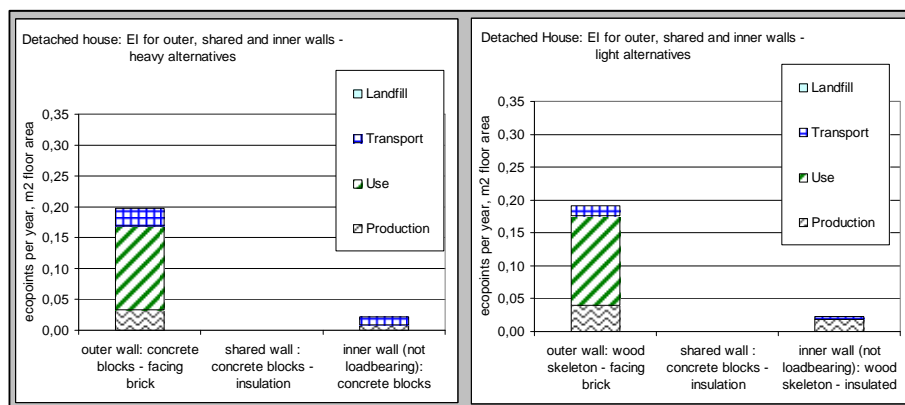 Detached house: EI for outer, shared and inner walls -
heavy alternatives
ecopoints per year, m2 floor area
0,35
0,30
0,25
0,20
0,15
0,10
0,05
0,00
Landfill
Transport
Use
Production
outer wall: concrete
blocks - facing
brick
shared wall :
concrete blocks -
insulation
inner wall (not
loadbearing):
concrete blocks
Detached House: EI for outer, shared and inner walls -
light alternatives
ecopoints per year, m2 floor area
0,35
0,30
0,25
0,20
0,15
0,10
0,05
0,00
Landfill
Transport
Use
Production
outer wall: wood
skeleton - facing
brick
shared wall :
concrete blocks -
insulation
inner wall (not
loadbearing): wood
skeleton - insulated